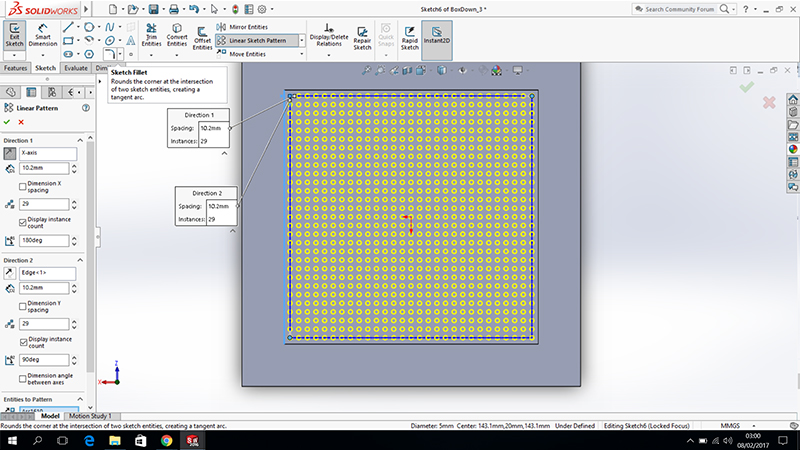 SOLIDWORKS
Sketch6 of BoxDown_3 *
Search Community Forum
Exit Sketch
Smart Dimension
Trim Entities
Convert Entities
Offset Entities
Mirror Entities
Linear Sketch Pattern
Move Entities
Display/Delete Relations
Repair Sketch
Rapid Sketch
Instant2D
Features
Sketch
Evaluate
Dim
Sketch Fillet
Rounds the corner at the intersection
of two sketch entities, creating a
tangent arc.
Linear Pattern
Direction 1
X-axis
10.2mm
Dimension X
spacing
29
Display instance
count
180deg
Direction 2
Edge<1>
10.2mm
Dimension Y
spacing
29
Display instance
count
90deg
Dimension angle
between axes
Entities to Pattern
Direction 1
Spacing: 10.2mm
Instances: 29
Direction 2
Spacing: 10.2mm
Instances: 29
Z
X
Model
Motion Study 1
Rounds the corner at the intersection of two sketch entities, creating a tangent arc.
Diameter: 5mm Center: 143.1mm,20mm,143.1mm
Under Defined
Editing Sketch6 (Locked Focus)
MMGS
03:00
08/02/2017